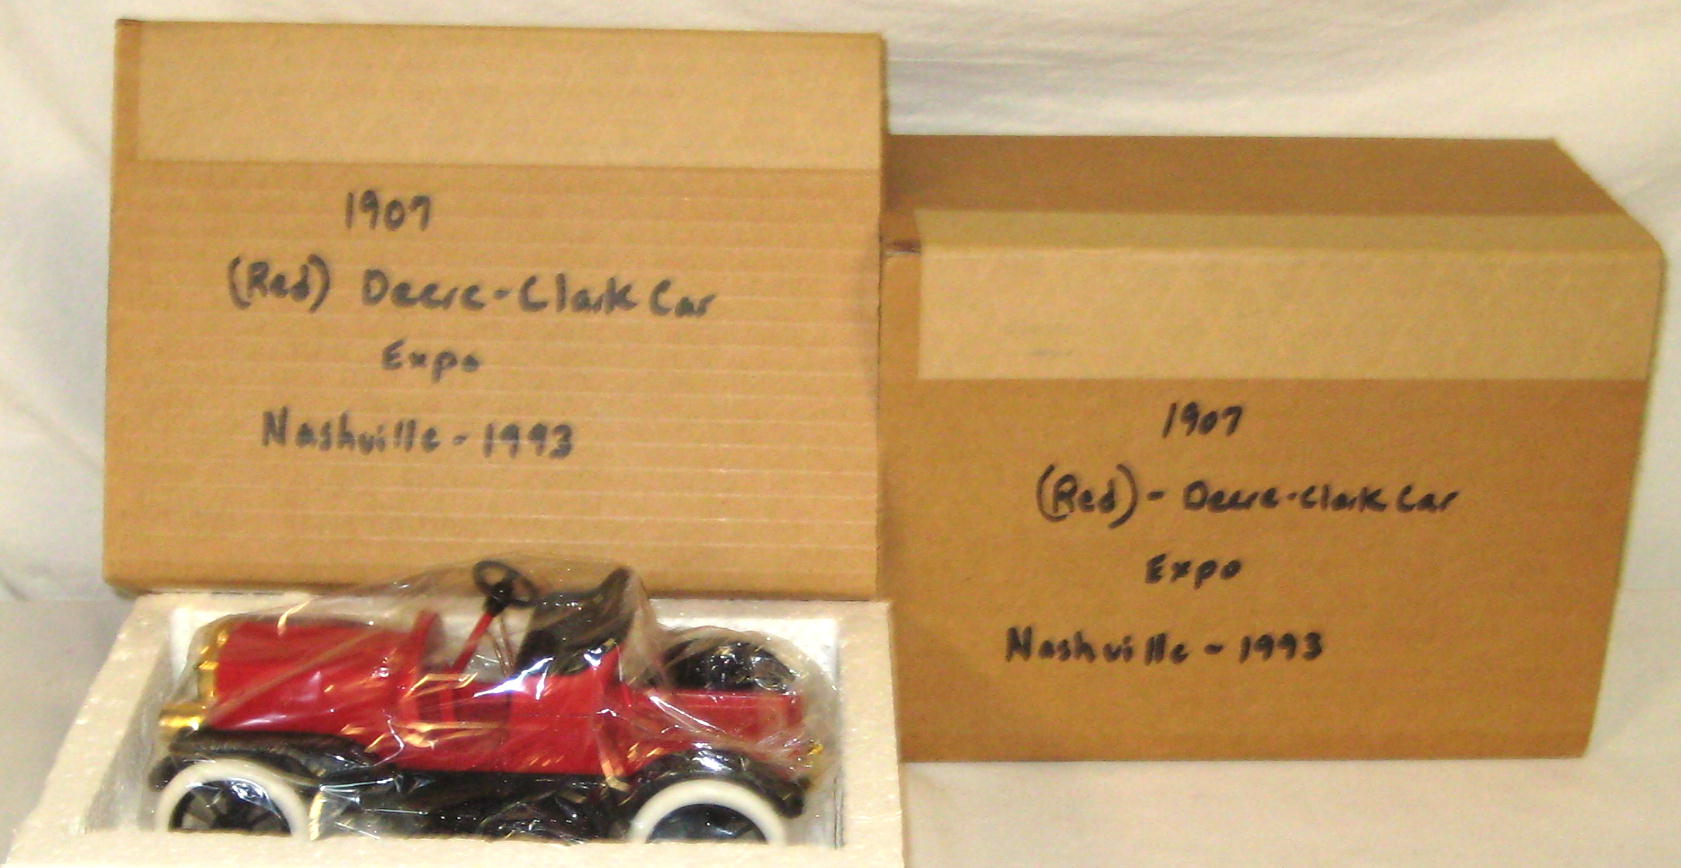 1907
(Red) Deere-Clark Car
Expo
Nashville - 1993
1907
(Red) - Deere-Clark Car
Expo
Nashville - 1993